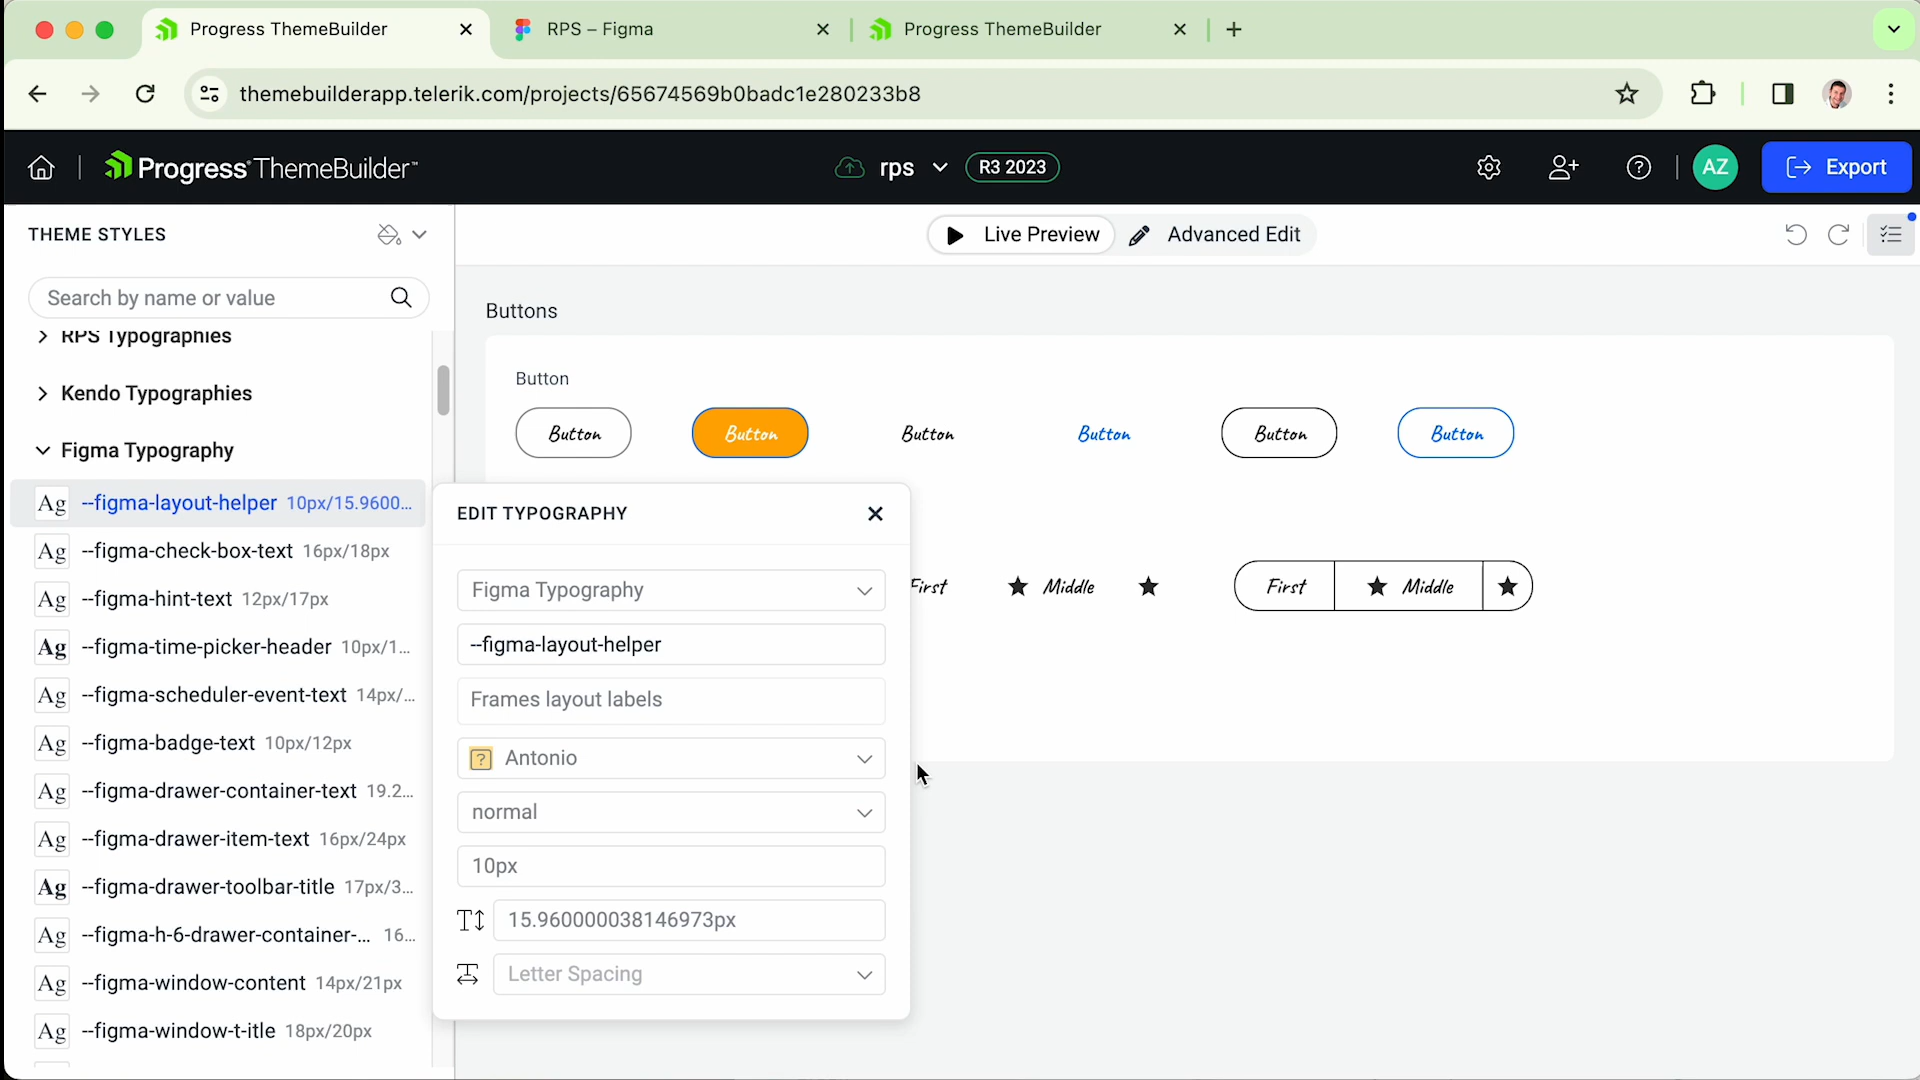 Progress ThemeBuilder
RPS – Figma
Progress ThemeBuilder
themebuilderapp.telerik.com/projects/65674569b0badc1e280233b8
Progress ThemeBuilder
rps
R3 2023
AZ
Export
THEME STYLES
Live Preview
Advanced Edit
Search by name or value
RPS Typographies
Kendo Typographies
Figma Typography
Ag --figma-layout-helper 10px/15.9600...
Ag --figma-check-box-text 16px/18px
Ag --figma-hint-text 12px/17px
Ag --figma-time-picker-header 10px/1...
Ag --figma-scheduler-event-text 14px/...
Ag --figma-badge-text 10px/12px
Ag --figma-drawer-container-text 19.2...
Ag --figma-drawer-item-text 16px/24px
Ag --figma-drawer-toolbar-title 17px/3...
Ag --figma-h-6-drawer-container-... 16...
Ag --figma-window-content 14px/21px
Ag --figma-window-t-itle 18px/20px
Buttons
Button
Button Button Button Button Button Button
First Middle First Middle
EDIT TYPOGRAPHY
Figma Typography
--figma-layout-helper
Frames layout labels
? Antonio
normal
10px
15.960000038146973px
Letter Spacing